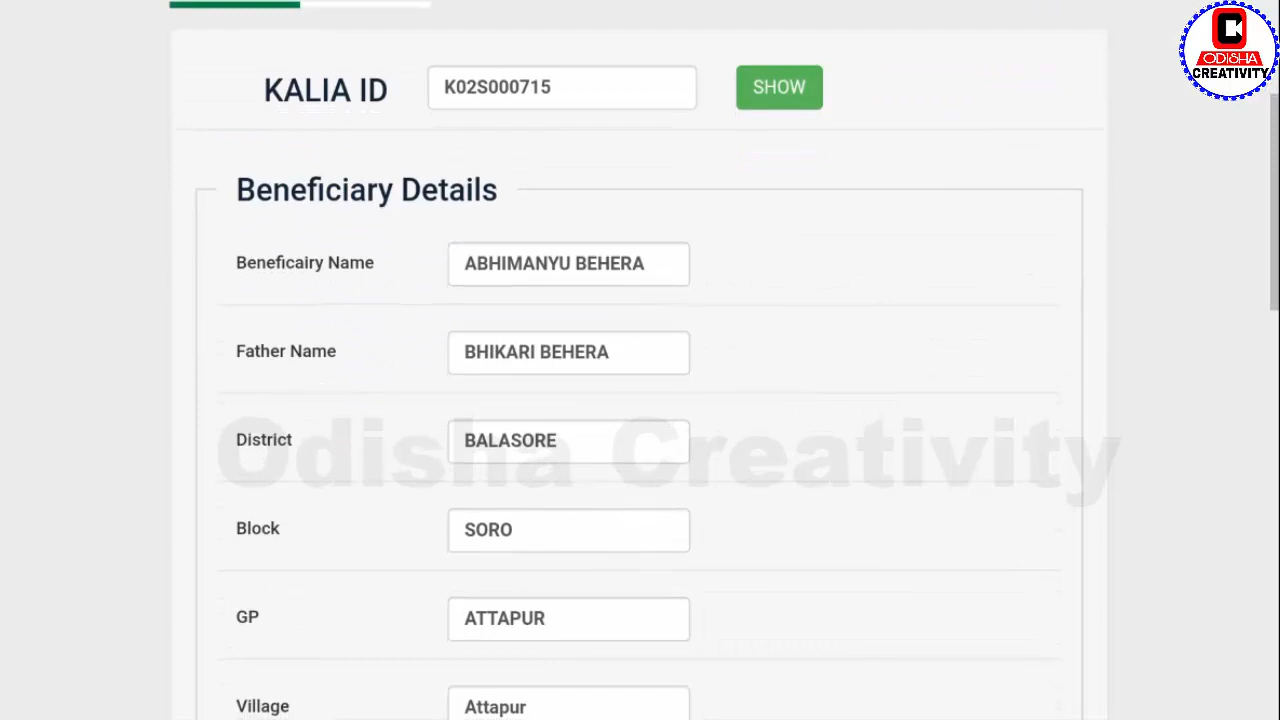 ODISHA
CREATIVITY
KALIA ID K02S000715 SHOW
Beneficiary Details
Beneficairy Name ABHIMANYU BEHERA
Father Name BHIKARI BEHERA
District BALASORE
Odisha Creativity
Block SORO
GP ATTAPUR
Village Attapur